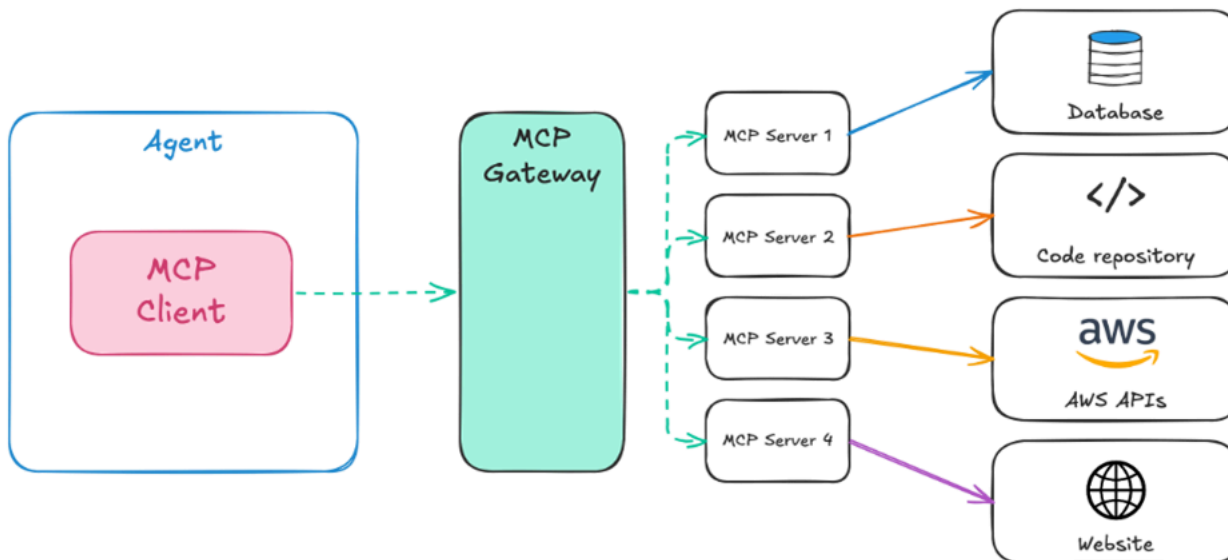 Agent
MCP
Client
MCP
Gateway
MCP Server 1
MCP Server 2
MCP Server 3
MCP Server 4
Database
</>
Code repository
aws
AWS APIs
Website